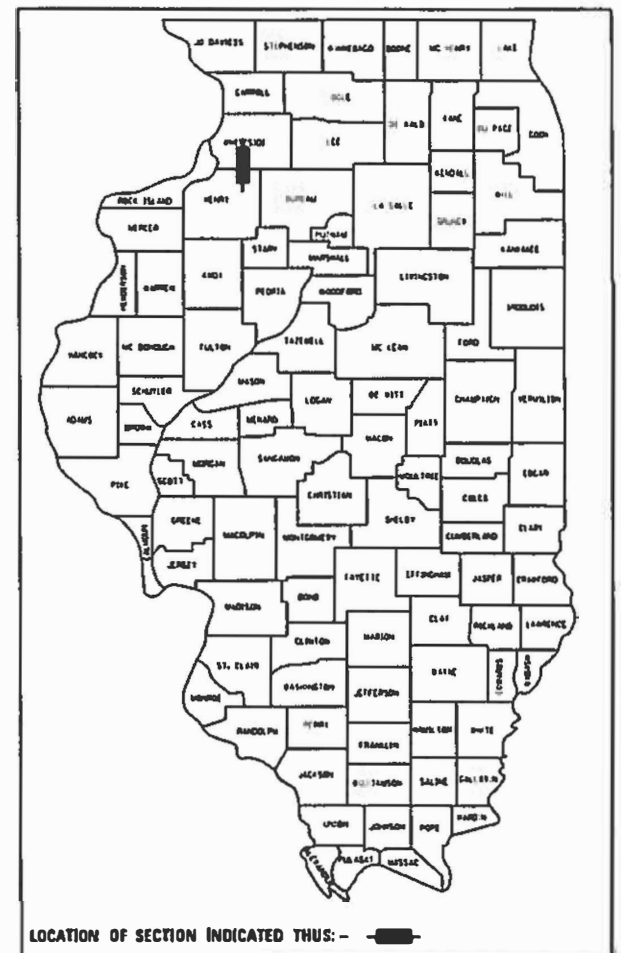 JO DAVIESS STEPHENSON WINNEBAGO BOONE MC HENRY LAKE
CARROLL OGLE
DE KALB KANE DU PAGE COOK
WHITESIDE LEE
KENDALL
ROCK ISLAND HENRY BUREAU LA SALLE WILL
GRUNDY
MERCER PUTNAM
STARK KANKAKEE
MARSHALL
HENDERSON WARREN KNOX LIVINGSTON
PEORIA WOODFORD IROQUOIS
TAZEWELL FORD
HANCOCK MC DONOUGH FULTON MC LEAN
MASON
SCHUYLER LOGAN DE WITT CHAMPAIGN VERMILION
ADAMS CASS MENARD PIATT
BROWN MACON
MORGAN SANGAMON DOUGLAS
PIKE SCOTT MOULTRIE EDGAR
CHRISTIAN COLES
GREENE MACOUPIN SHELBY CLARK
CALHOUN MONTGOMERY CUMBERLAND
JERSEY FAYETTE EFFINGHAM JASPER CRAWFORD
MADISON BOND
CLAY RICHLAND LAWRENCE
CLINTON MARION
ST. CLAIR WAYNE EDWARDS WABASH
WASHINGTON JEFFERSON
MONROE
RANDOLPH PERRY HAMILTON WHITE
FRANKLIN
JACKSON WILLIAMSON SALINE GALLATIN
UNION JOHNSON POPE HARDIN
ALEXANDER PULASKI MASSAC
LOCATION OF SECTION INDICATED THUS: -